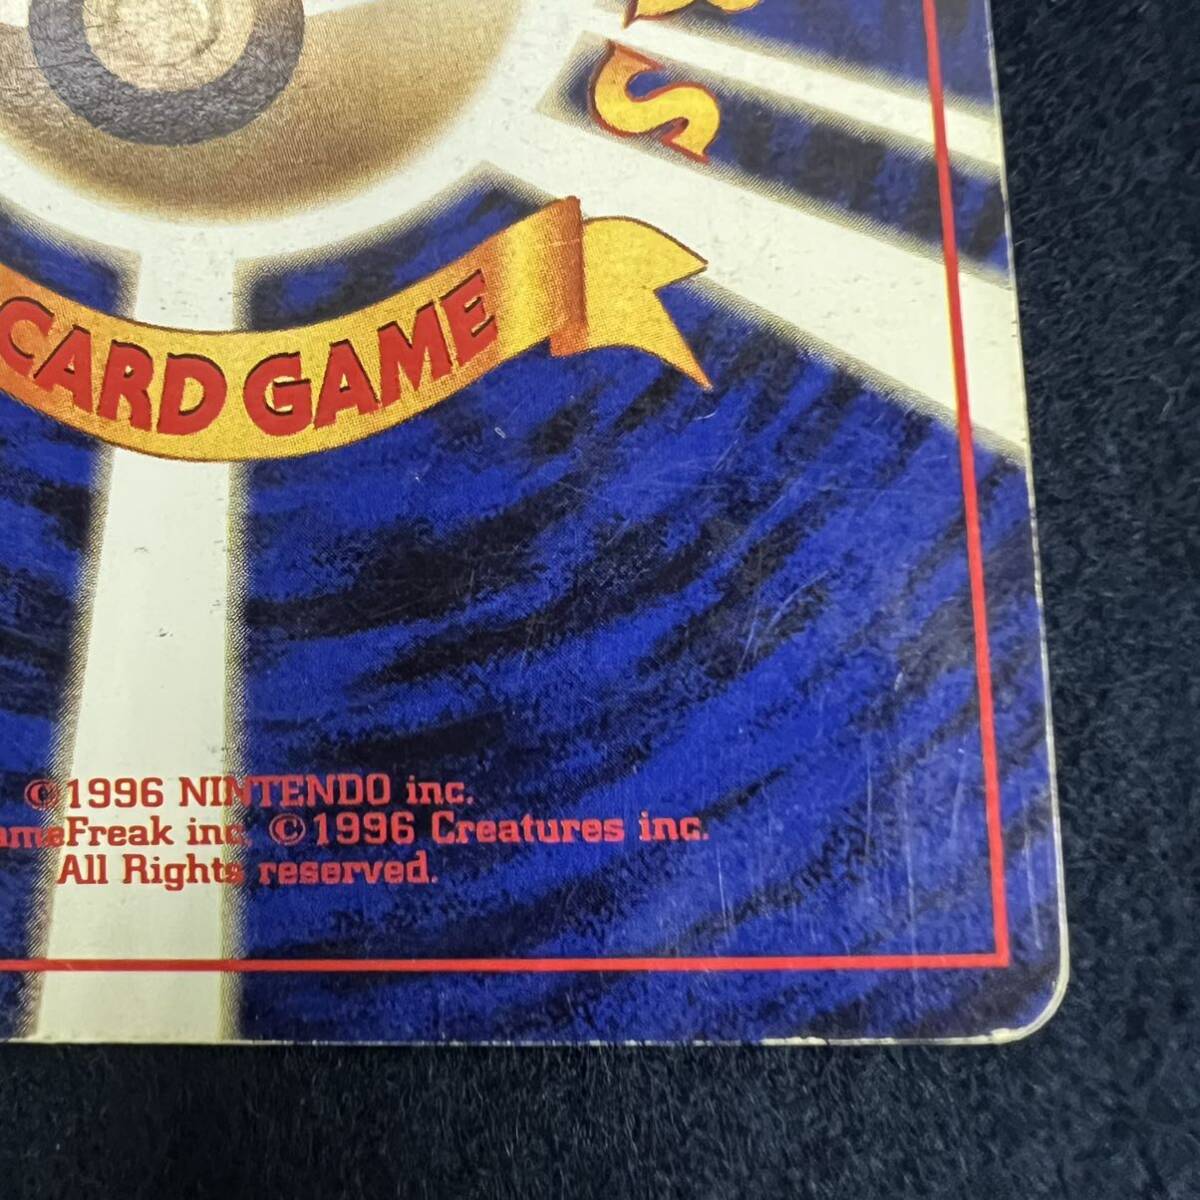 S
CARD GAME
©1996 NINTENDO inc.
ameFreak inc. ©1996 Creatures inc.
All Rights reserved.